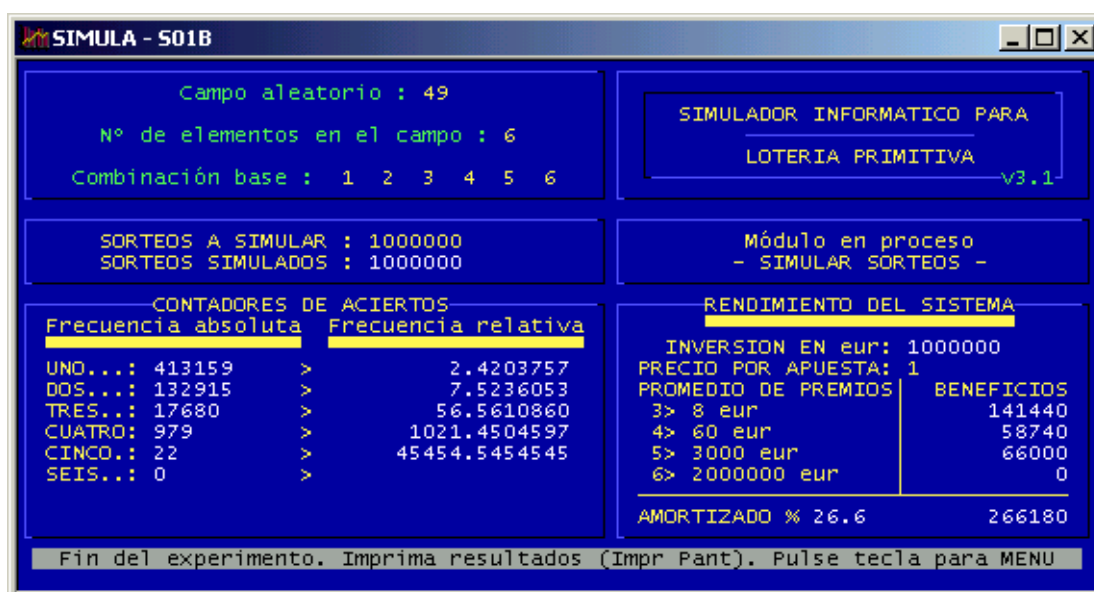 SIMULA - S01B
Campo aleatorio : 49
Nº de elementos en el campo : 6
Combinación base : 1 2 3 4 5 6
SIMULADOR INFORMATICO PARA
LOTERIA PRIMITIVA
v3.1
SORTEOS A SIMULAR : 1000000
SORTEOS SIMULADOS : 1000000
Módulo en proceso
- SIMULAR SORTEOS -
CONTADORES DE ACIERTOS
Frecuencia absoluta Frecuencia relativa
UNO...: 413159 > 2.4203757
DOS...: 132915 > 7.5236053
TRES..: 17680 > 56.5610860
CUATRO: 979 > 1021.4504597
CINCO.: 22 > 45454.5454545
SEIS..: 0 >
RENDIMIENTO DEL SISTEMA
INVERSION EN eur: 1000000
PRECIO POR APUESTA: 1
PROMEDIO DE PREMIOS BENEFICIOS
3> 8 eur 141440
4> 60 eur 58740
5> 3000 eur 66000
6> 2000000 eur 0
AMORTIZADO % 26.6 266180
Fin del experimento. Imprima resultados (Impr Pant). Pulse tecla para MENU